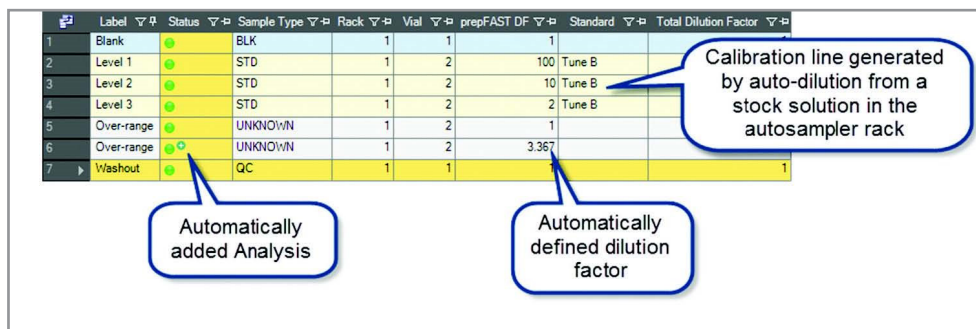 Label Status Sample Type Rack Vial prepFAST DF Standard Total Dilution Factor
1 Blank BLK 1 1 1 1
2 Level 1 STD 1 2 100 Tune B
3 Level 2 STD 1 2 10 Tune B
4 Level 3 STD 1 2 2 Tune B
5 Over-range UNKNOWN 1 2 1
6 Over-range UNKNOWN 1 2 3.367
7 Washout QC 1 1 1
Calibration line generated
by auto-dilution from a
stock solution in the
autosampler rack
Automatically
added Analysis
Automatically
defined dilution
factor